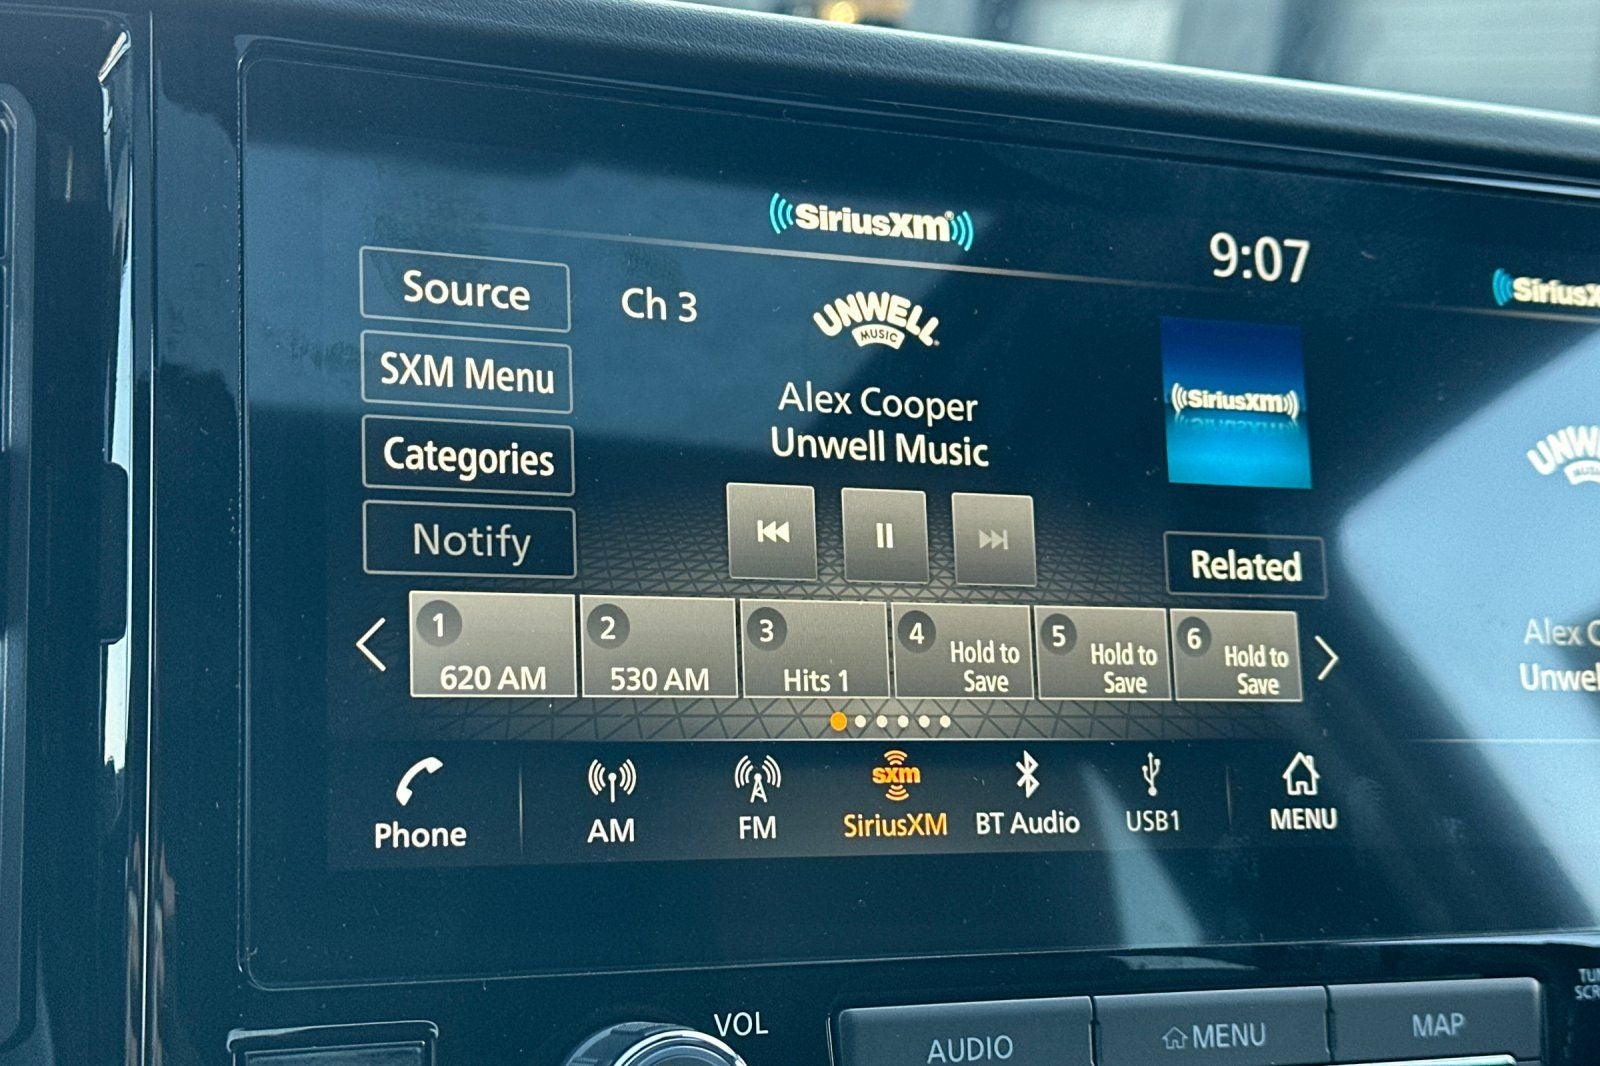 SiriusXM
9:07
SiriusX
Source
Ch 3
UNWELL
MUSIC
SXM Menu
Alex Cooper
SiriusXM
Unwell Music
Categories
Notify
Related
1
620 AM
2
530 AM
3
Hits 1
4
Hold to
Save
5
Hold to
Save
6
Hold to
Save
Alex C
Unwel
sxm
Phone
AM
FM
SiriusXM
BT Audio
USB1
MENU
VOL
AUDIO
MENU
MAP